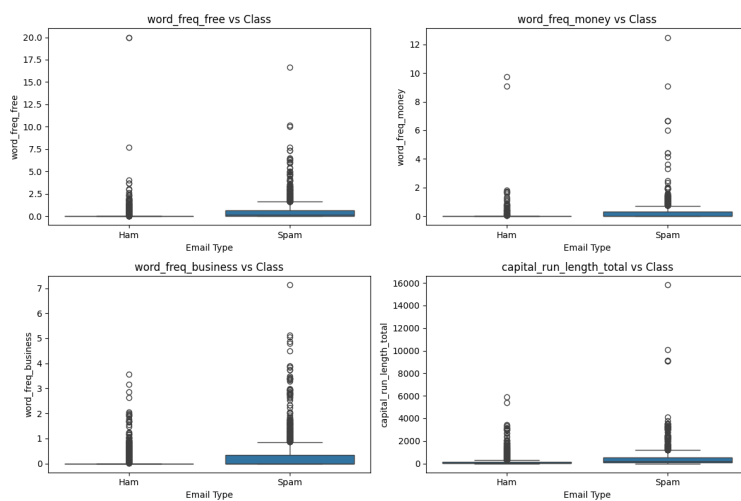 word_freq_free vs Class
20.0
17.5
15.0
12.5
10.0
7.5
5.0
2.5
0.0
word_freq_free
Ham
Spam
Email Type
word_freq_money vs Class
12
10
8
6
4
2
0
word_freq_money
Ham
Spam
Email Type
word_freq_business vs Class
7
6
5
4
3
2
1
0
word_freq_business
Ham
Spam
Email Type
capital_run_length_total vs Class
16000
14000
12000
10000
8000
6000
4000
2000
0
capital_run_length_total
Ham
Spam
Email Type